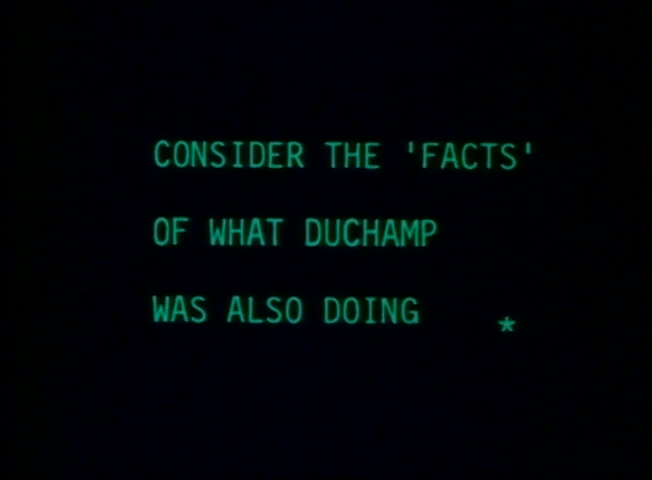 CONSIDER THE 'FACTS'
OF WHAT DUCHAMP
WAS ALSO DOING *